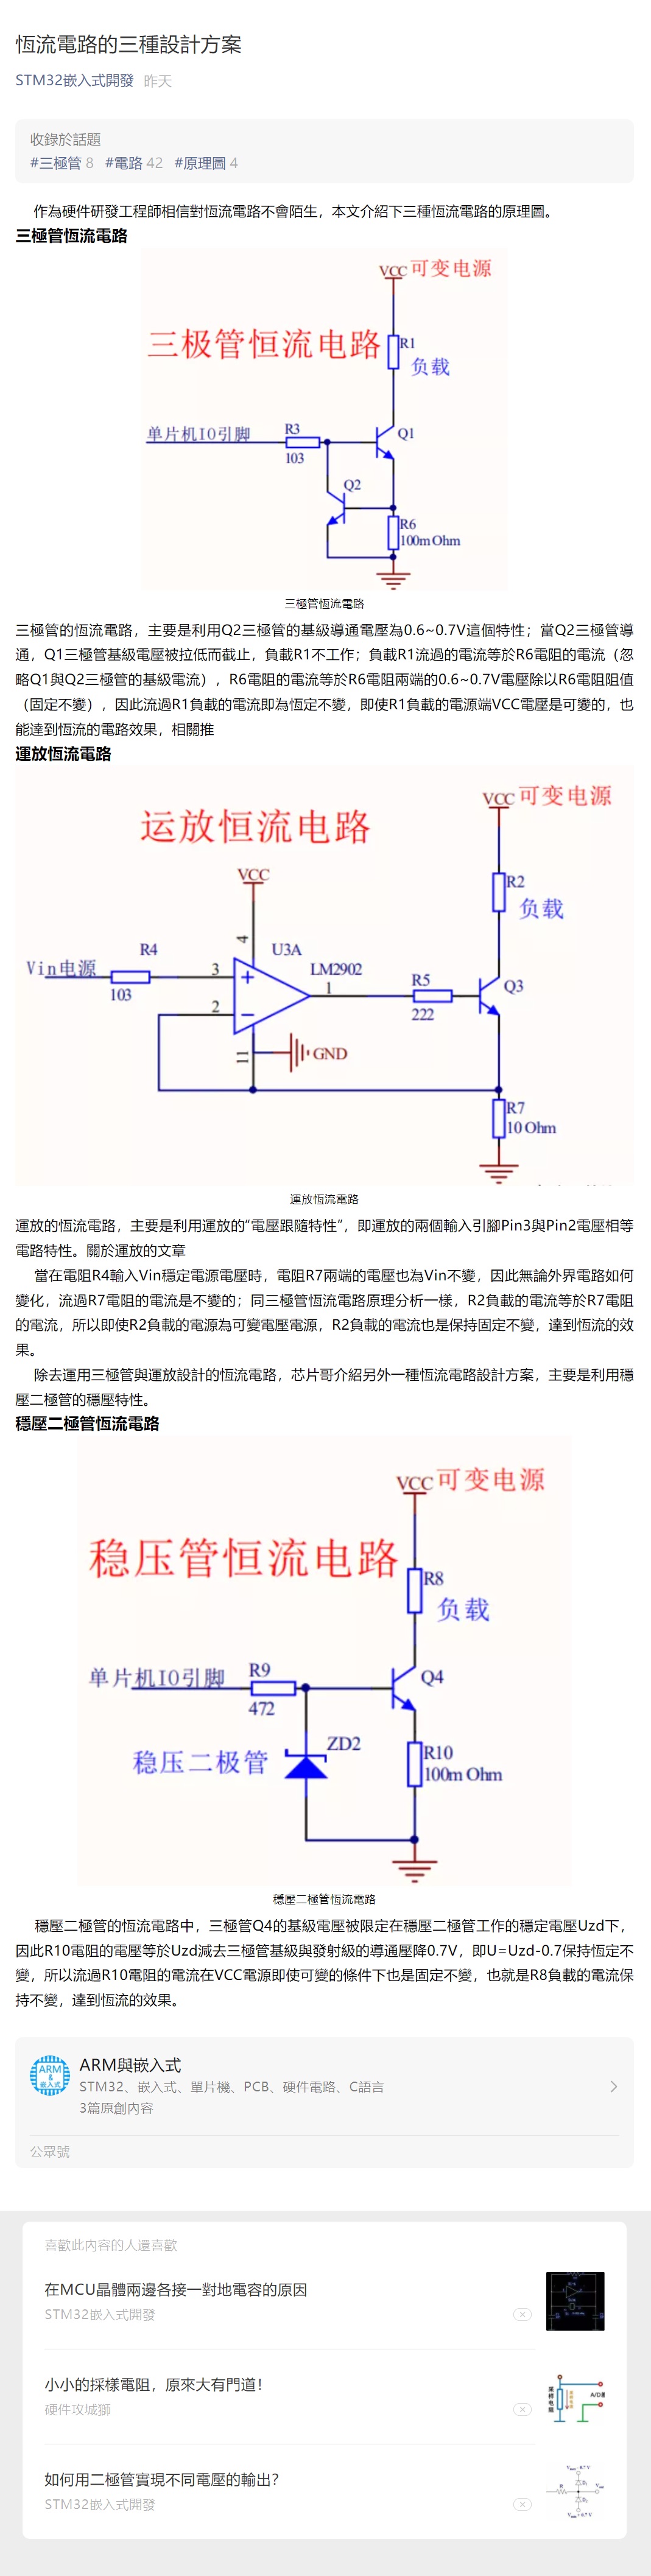 恆流電路的三種設計方案
STM32嵌入式開發 昨天
收錄於話題
#三極管 8 #電路 42 #原理圖 4
作為硬件研發工程師相信對恆流電路不會陌生，本文介紹下三種恆流電路的原理圖。
三極管恆流電路
VCC 可变电源
三极管恒流电路
R1
负载
单片机IO引脚
R3
103
Q1
Q2
R6
100m Ohm
三極管恆流電路
三極管的恆流電路，主要是利用Q2三極管的基級導通電壓為0.6~0.7V這個特性；當Q2三極管導
通，Q1三極管基級電壓被拉低而截止，負載R1不工作；負載R1流過的電流等於R6電阻的電流（忽
略Q1與Q2三極管的基級電流），R6電阻的電流等於R6電阻兩端的0.6~0.7V電壓除以R6電阻阻值
（固定不變），因此流過R1負載的電流即為恆定不變，即使R1負載的電源端VCC電壓是可變的，也
能達到恆流的電路效果，相關推
運放恆流電路
VCC 可变电源
运放恒流电路
VCC
R2
负载
4
R4
U3A
Vin电源
3
LM2902
103
1
R5
Q3
2
222
11
GND
R7
10 Ohm
運放恆流電路
運放的恆流電路，主要是利用運放的“電壓跟隨特性”，即運放的兩個輸入引腳Pin3與Pin2電壓相等
電路特性。關於運放的文章
當在電阻R4輸入Vin穩定電源電壓時，電阻R7兩端的電壓也為Vin不變，因此無論外界電路如何
變化，流過R7電阻的電流是不變的；同三極管恆流電路原理分析一樣，R2負載的電流等於R7電阻
的電流，所以即使R2負載的電源為可變電壓電源，R2負載的電流也是保持固定不變，達到恆流的效
果。
除去運用三極管與運放設計的恆流電路，芯片哥介紹另外一種恆流電路設計方案，主要是利用穩
壓二極管的穩壓特性。
穩壓二極管恆流電路
VCC 可变电源
稳压管恒流电路
R8
负载
单片机IO引脚
R9
472
Q4
稳压二极管
ZD2
R10
100m Ohm
穩壓二極管恆流電路
穩壓二極管的恆流電路中，三極管Q4的基級電壓被限定在穩壓二極管工作的穩定電壓Uzd下，
因此R10電阻的電壓等於Uzd減去三極管基級與發射級的導通壓降0.7V，即U=Uzd-0.7保持恆定不
變，所以流過R10電阻的電流在VCC電源即使可變的條件下也是固定不變，也就是R8負載的電流保
持不變，達到恆流的效果。
ARM
&
嵌入式
ARM與嵌入式
STM32、嵌入式、單片機、PCB、硬件電路、C語言
3篇原創內容
公眾號
喜歡此內容的人還喜歡
在MCU晶體兩邊各接一對地電容的原因
STM32嵌入式開發
小小的採樣電阻，原來大有門道！
硬件攻城獅
采样电阻
A/D通
如何用二極管實現不同電壓的輸出？
STM32嵌入式開發